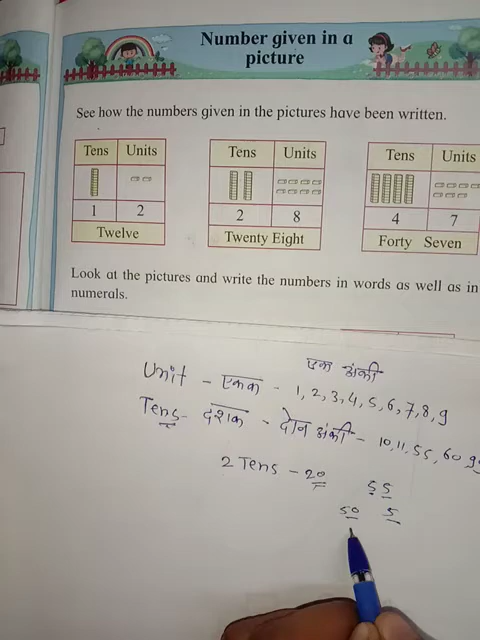 Number given in a
picture
See how the numbers given in the pictures have been written.
Tens Units Tens Units Tens Units
1 2 2 8 4 7
Twelve Twenty Eight Forty Seven
Look at the pictures and write the numbers in words as well as in
numerals.
एक अंकी
Unit - एकक - 1, 2, 3, 4, 5, 6, 7, 8, 9
Tens - दशक - दोन अंकी - 10, 11, 55, 60, 99
2 Tens - 20
55
50 5